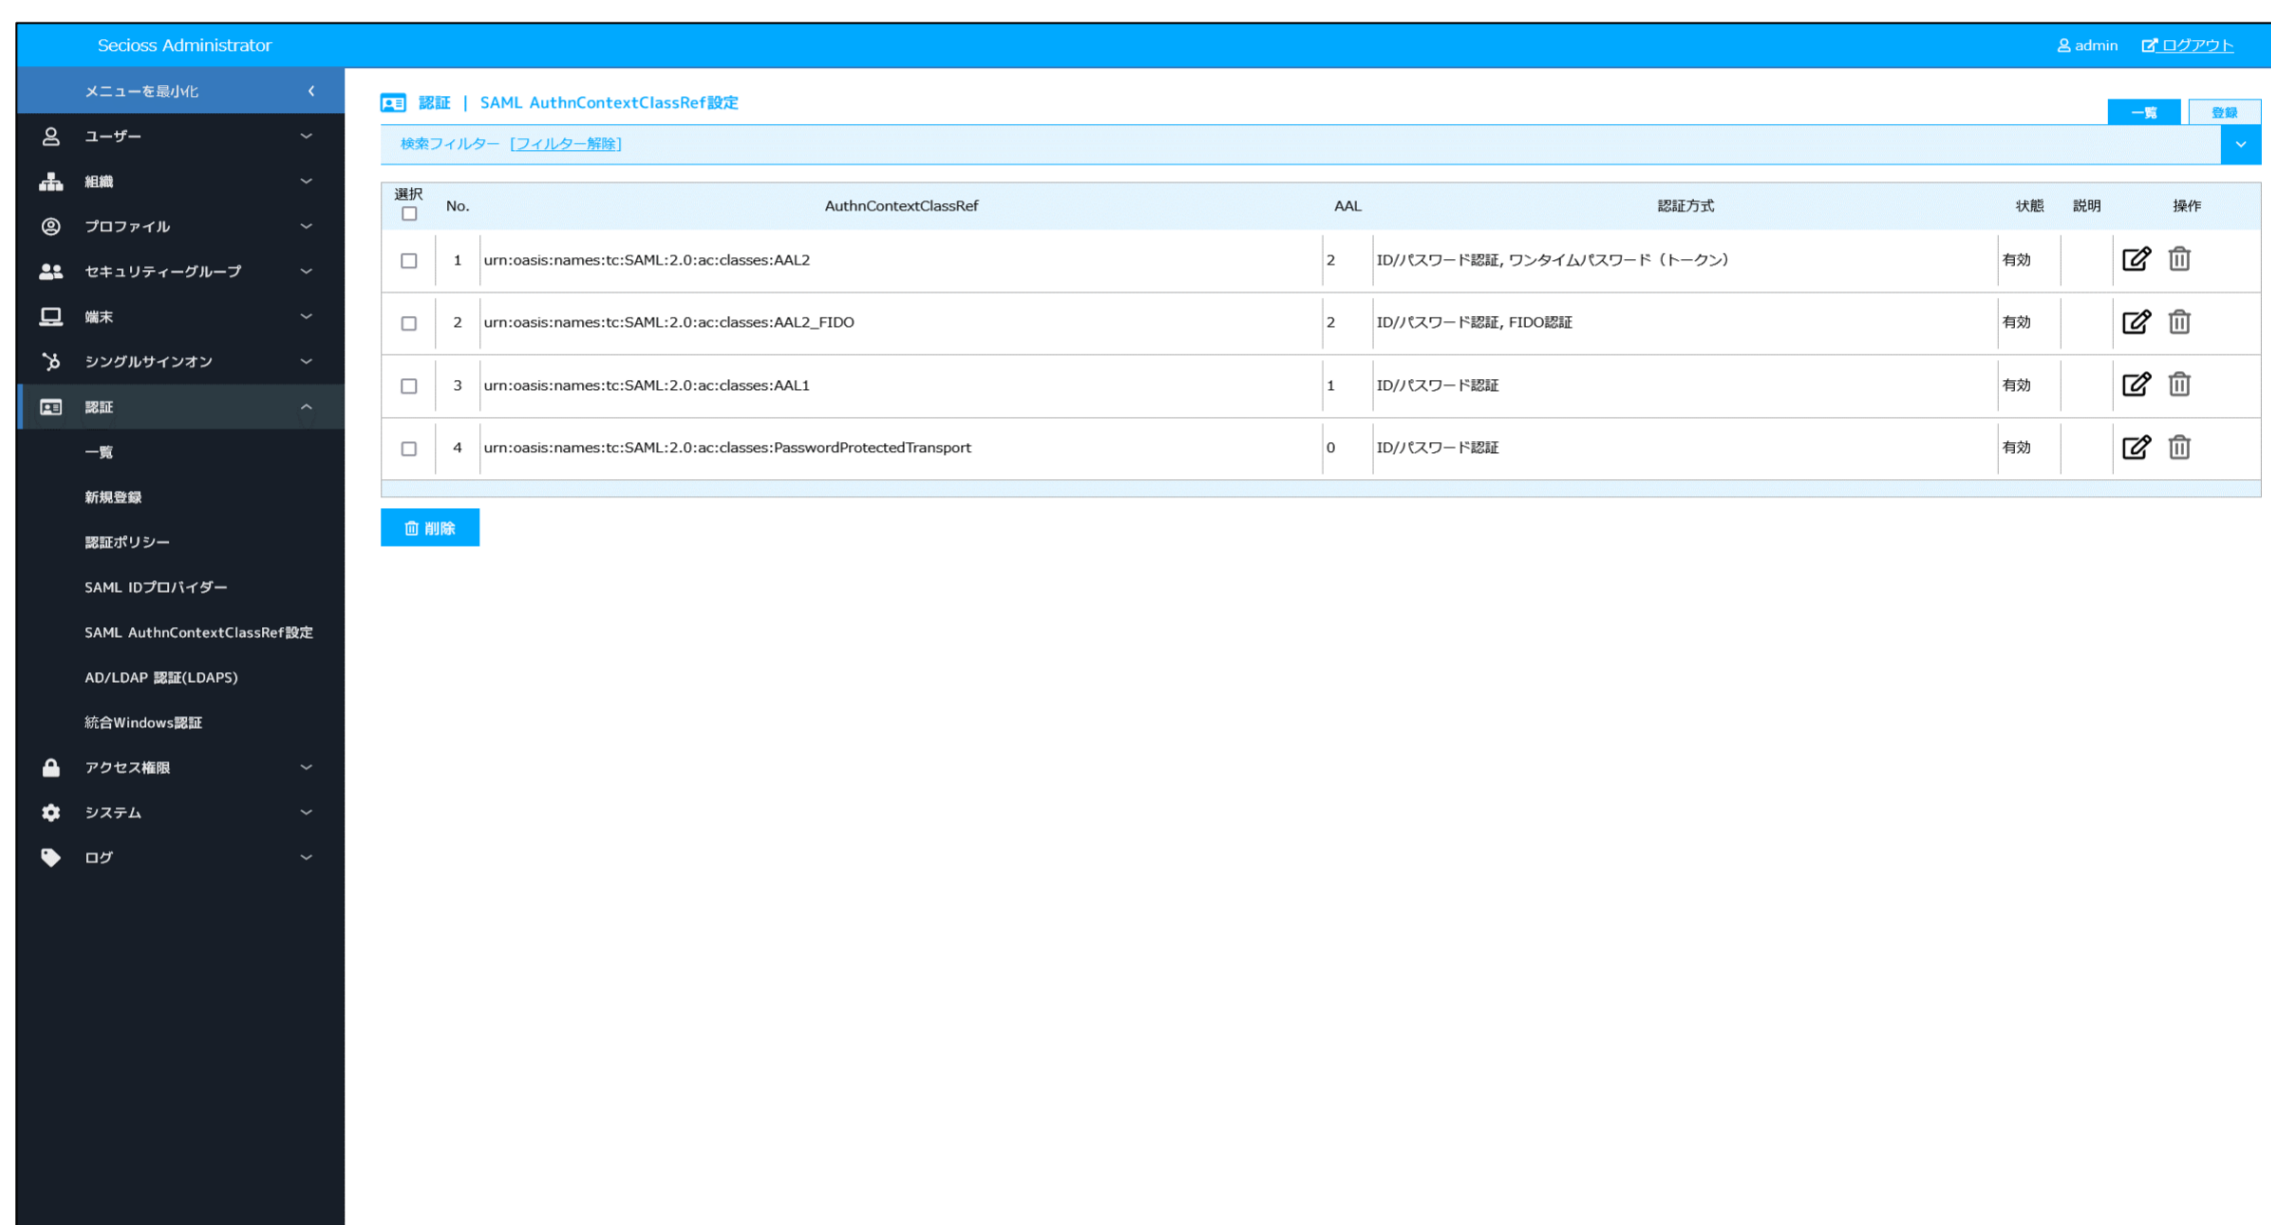 Secioss Administrator
admin ログアウト
メニューを最小化
ユーザー
組織
プロファイル
セキュリティーグループ
端末
シングルサインオン
認証
一覧
新規登録
認証ポリシー
SAML IDプロバイダー
SAML AuthnContextClassRef設定
AD/LDAP 認証(LDAPS)
統合Windows認証
アクセス権限
システム
ログ
認証 | SAML AuthnContextClassRef設定
一覧 登録
検索フィルター [フィルター解除]
選択 No. AuthnContextClassRef AAL 認証方式 状態 説明 操作
1 urn:oasis:names:tc:SAML:2.0:ac:classes:AAL2 2 ID/パスワード認証, ワンタイムパスワード（トークン） 有効
2 urn:oasis:names:tc:SAML:2.0:ac:classes:AAL2_FIDO 2 ID/パスワード認証, FIDO認証 有効
3 urn:oasis:names:tc:SAML:2.0:ac:classes:AAL1 1 ID/パスワード認証 有効
4 urn:oasis:names:tc:SAML:2.0:ac:classes:PasswordProtectedTransport 0 ID/パスワード認証 有効
削除